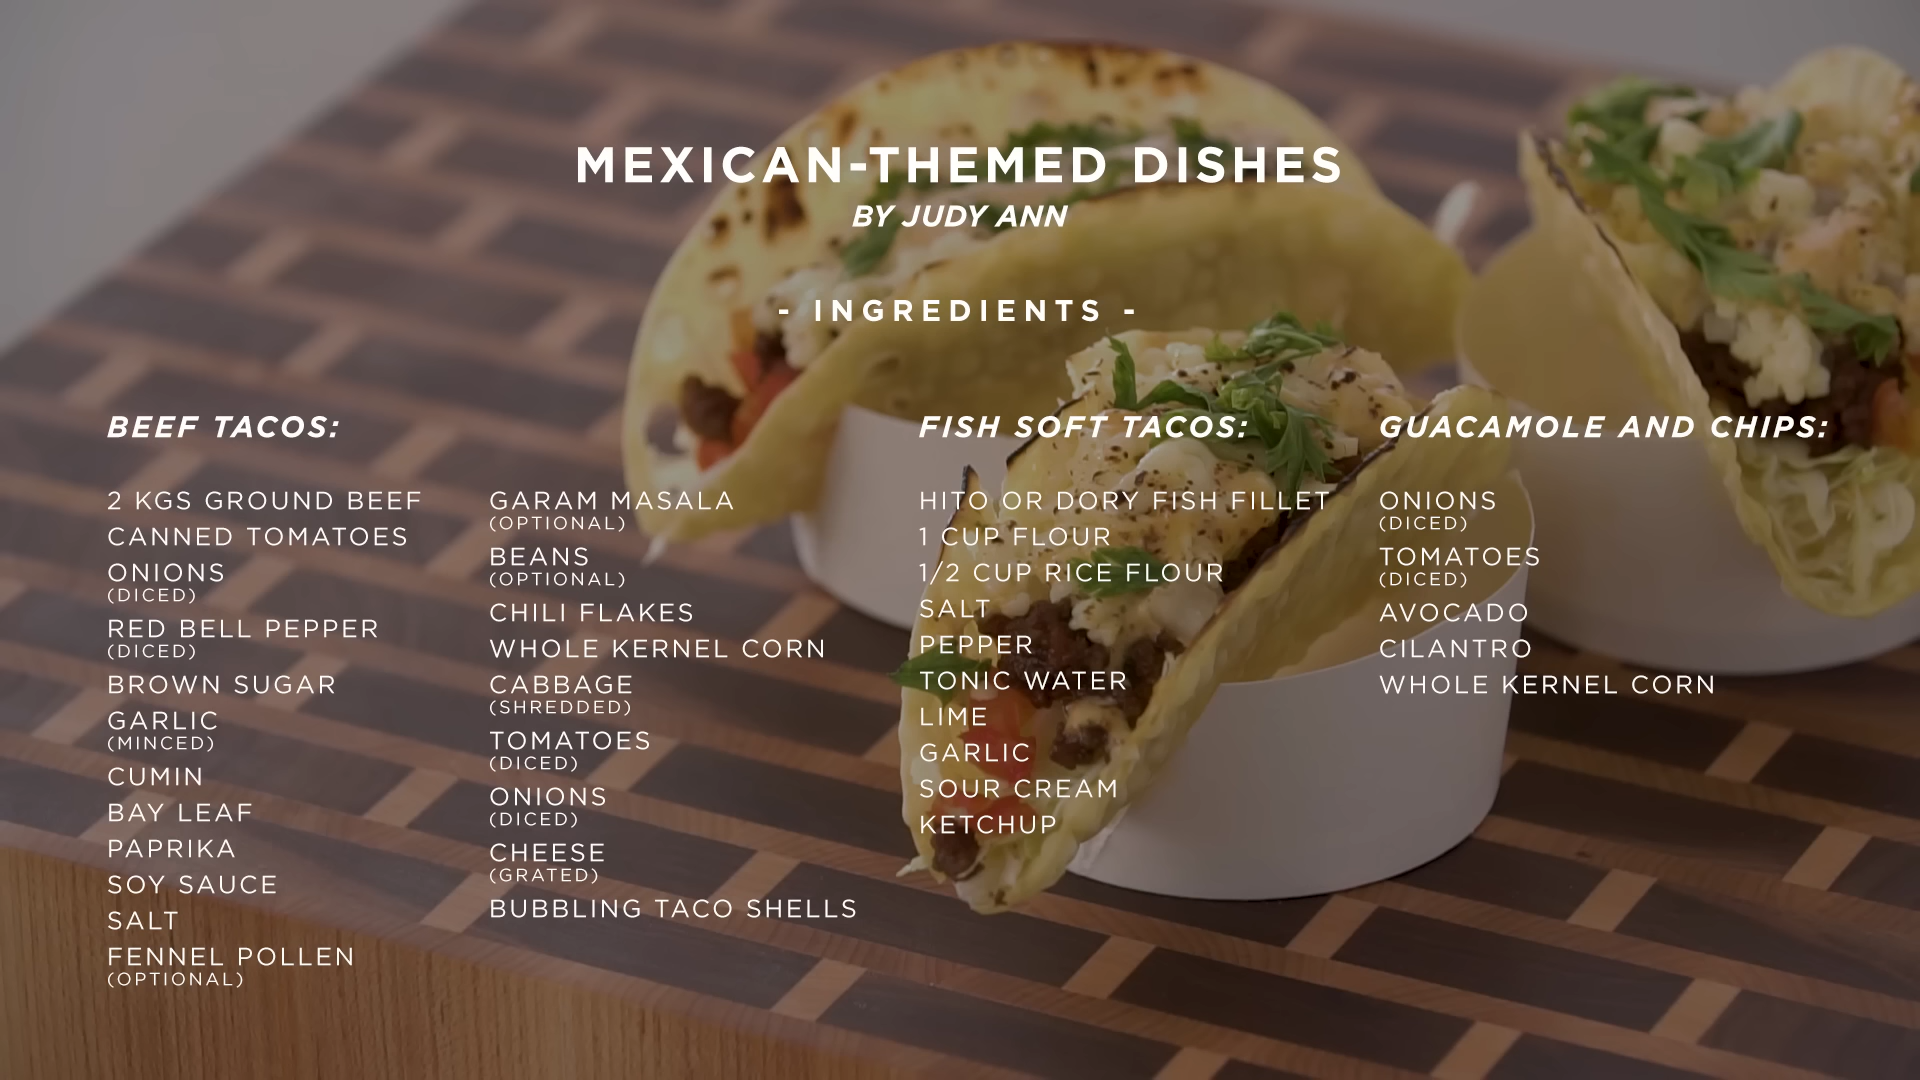 MEXICAN-THEMED DISHES
BY JUDY ANN
- INGREDIENTS -
BEEF TACOS:
2 KGS GROUND BEEF
CANNED TOMATOES
ONIONS
(DICED)
RED BELL PEPPER
(DICED)
BROWN SUGAR
GARLIC
(MINCED)
CUMIN
BAY LEAF
PAPRIKA
SOY SAUCE
SALT
FENNEL POLLEN
(OPTIONAL)
GARAM MASALA
(OPTIONAL)
BEANS
(OPTIONAL)
CHILI FLAKES
WHOLE KERNEL CORN
CABBAGE
(SHREDDED)
TOMATOES
(DICED)
ONIONS
(DICED)
CHEESE
(GRATED)
BUBBLING TACO SHELLS
FISH SOFT TACOS:
HITO OR DORY FISH FILLET
1 CUP FLOUR
1/2 CUP RICE FLOUR
SALT
PEPPER
TONIC WATER
LIME
GARLIC
SOUR CREAM
KETCHUP
GUACAMOLE AND CHIPS:
ONIONS
(DICED)
TOMATOES
(DICED)
AVOCADO
CILANTRO
WHOLE KERNEL CORN